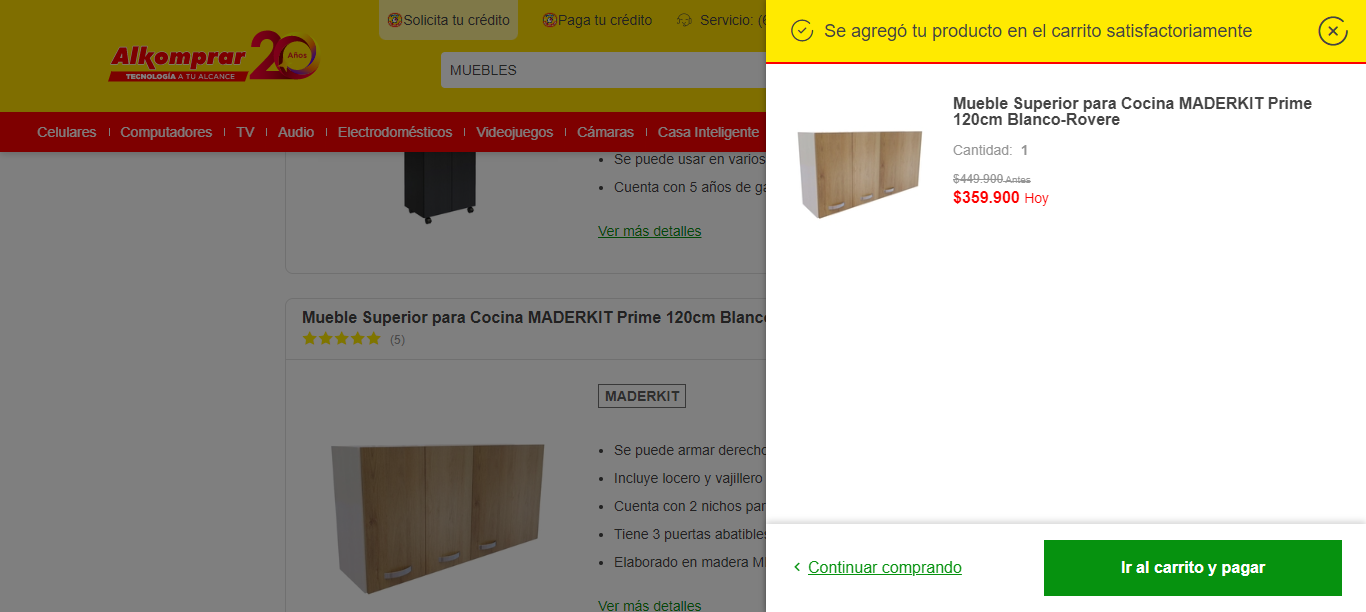 Solicita tu crédito
Paga tu crédito
Servicio: (6
Alkomprar 20 Años
TECNOLOGÍA A TU ALCANCE
MUEBLES
Celulares
Computadores
TV
Audio
Electrodomésticos
Videojuegos
Cámaras
Casa Inteligente
• Se puede usar en varios
• Cuenta con 5 años de ga
Ver más detalles
Mueble Superior para Cocina MADERKIT Prime 120cm Blanco
(5)
MADERKIT
• Se puede armar derecho
• Incluye locero y vajillero
• Cuenta con 2 nichos par
• Tiene 3 puertas abatibles
• Elaborado en madera M
Ver más detalles
Se agregó tu producto en el carrito satisfactoriamente
Mueble Superior para Cocina MADERKIT Prime
120cm Blanco-Rovere
Cantidad: 1
$449.900 Antes
$359.900 Hoy
Continuar comprando
Ir al carrito y pagar